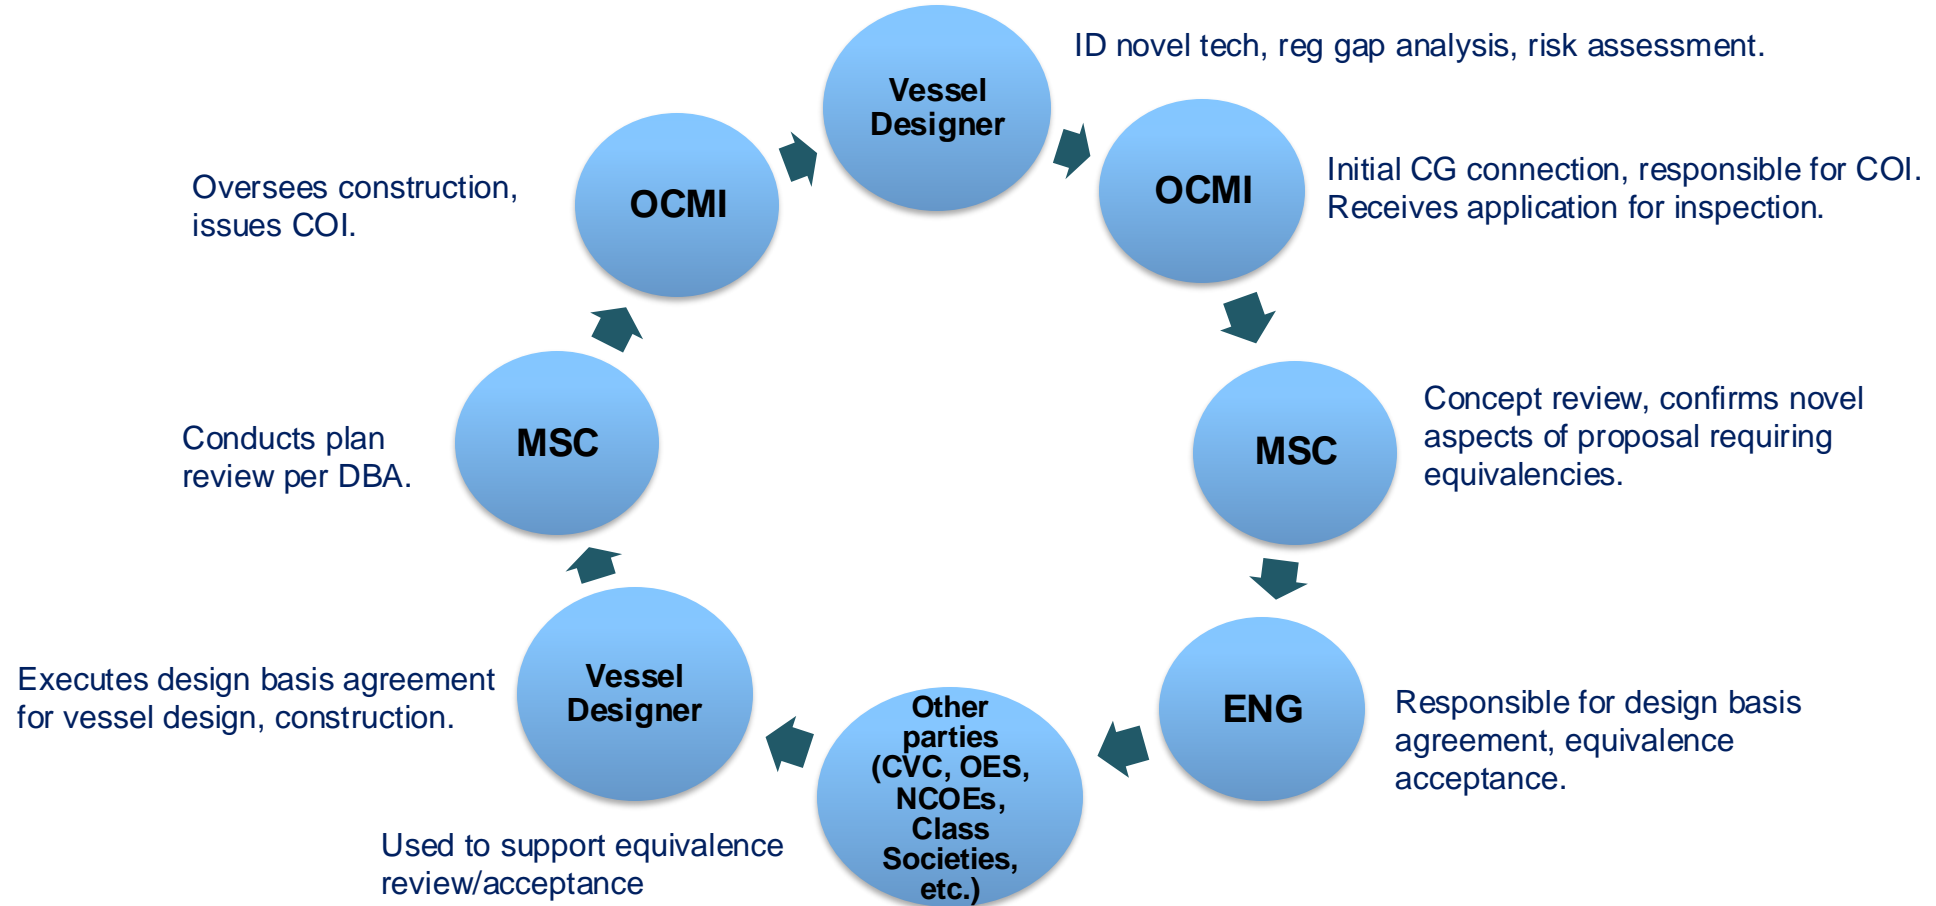 Vessel
Designer
ID novel tech, reg gap analysis, risk assessment.
OCMI
Initial CG connection, responsible for COI.
Receives application for inspection.
MSC
Concept review, confirms novel
aspects of proposal requiring
equivalencies.
ENG
Responsible for design basis
agreement, equivalence
acceptance.
Other
parties
(CVC, OES,
NCOEs,
Class
Societies,
etc.)
Used to support equivalence
review/acceptance
Vessel
Designer
Executes design basis agreement
for vessel design, construction.
MSC
Conducts plan
review per DBA.
OCMI
Oversees construction,
issues COI.